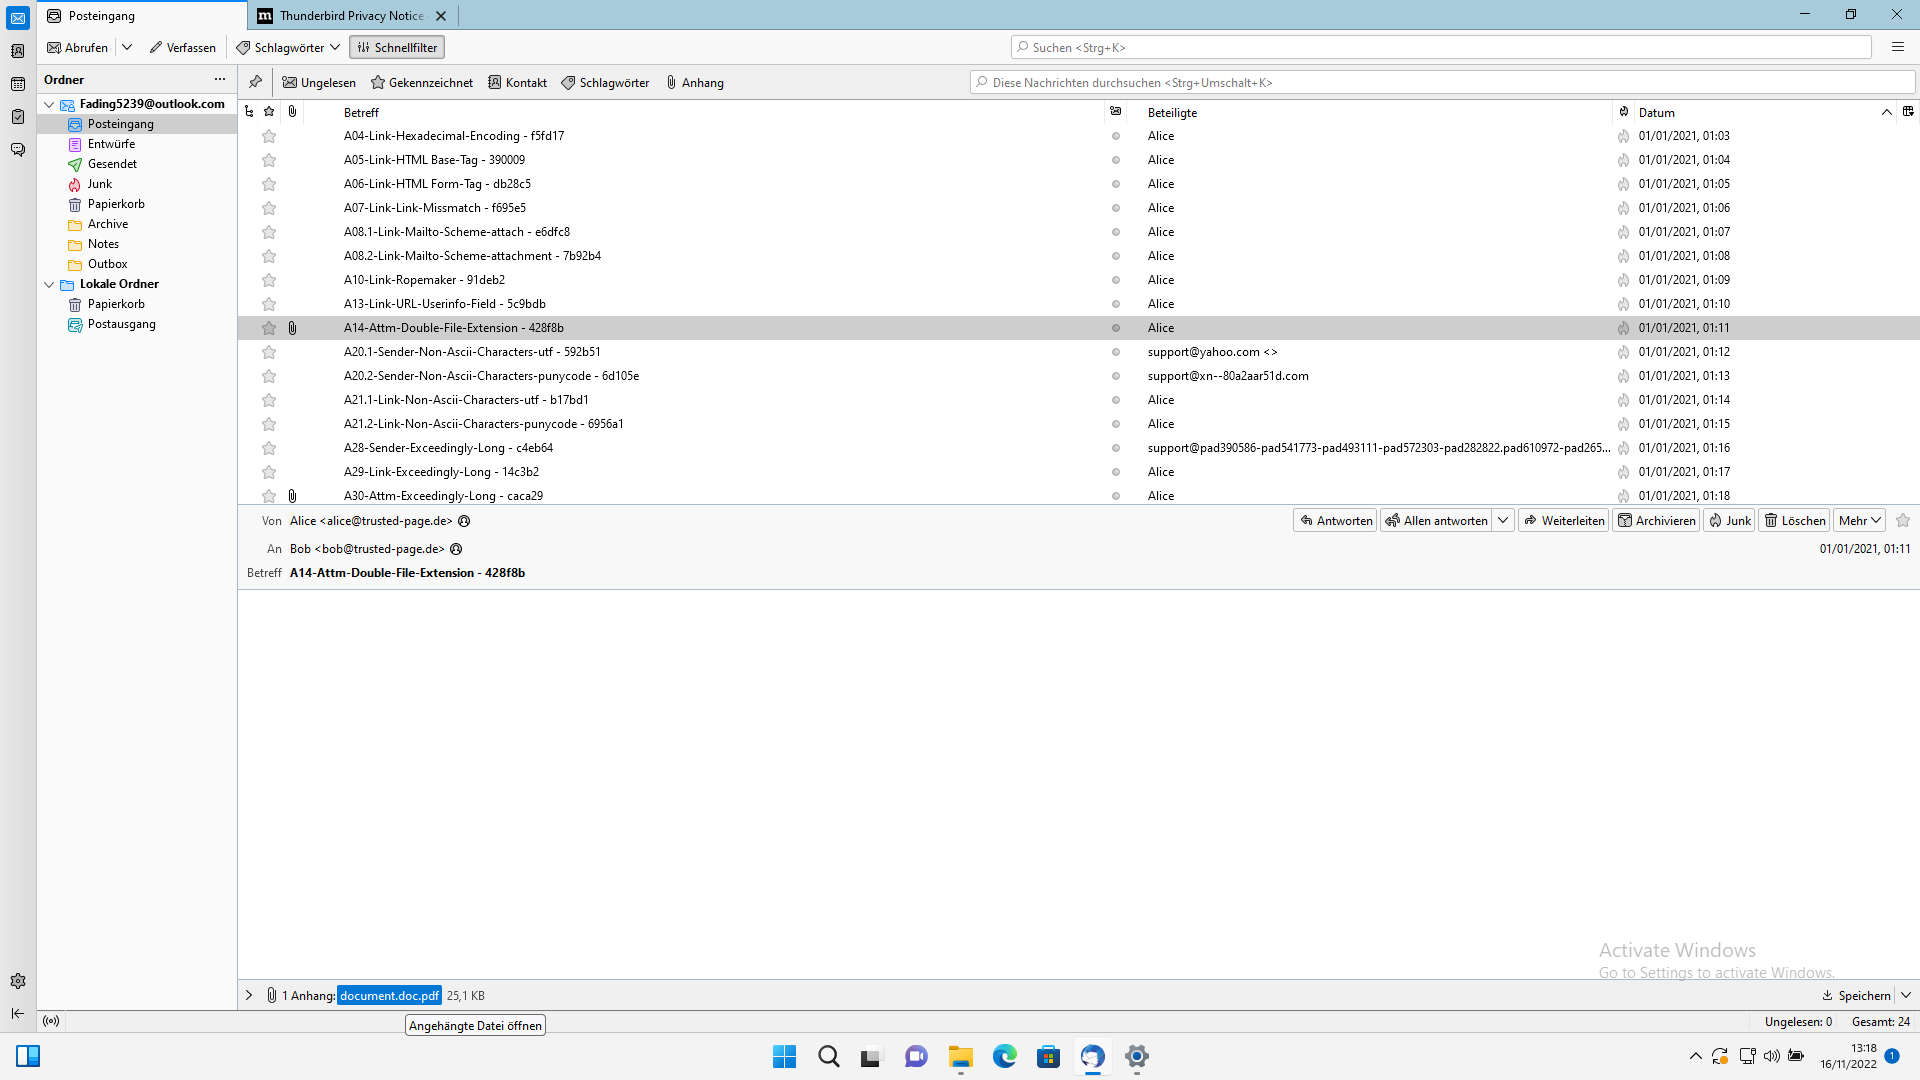 Posteingang
m Thunderbird Privacy Notice
Abrufen Verfassen Schlagwörter Schnellfilter Suchen <Strg+K>
Ordner ···
Ungelesen Gekennzeichnet Kontakt Schlagwörter Anhang Diese Nachrichten durchsuchen <Strg+Umschalt+K>
Fading5239@outlook.com
Posteingang
Entwürfe
Gesendet
Junk
Papierkorb
Archive
Notes
Outbox
Lokale Ordner
Papierkorb
Postausgang
Betreff Beteiligte Datum
A04-Link-Hexadecimal-Encoding - f5fd17 Alice 01/01/2021, 01:03
A05-Link-HTML Base-Tag - 390009 Alice 01/01/2021, 01:04
A06-Link-HTML Form-Tag - db28c5 Alice 01/01/2021, 01:05
A07-Link-Link-Missmatch - f695e5 Alice 01/01/2021, 01:06
A08.1-Link-Mailto-Scheme-attach - e6dfc8 Alice 01/01/2021, 01:07
A08.2-Link-Mailto-Scheme-attachment - 7b92b4 Alice 01/01/2021, 01:08
A10-Link-Ropemaker - 91deb2 Alice 01/01/2021, 01:09
A13-Link-URL-Userinfo-Field - 5c9bdb Alice 01/01/2021, 01:10
A14-Attm-Double-File-Extension - 428f8b Alice 01/01/2021, 01:11
A20.1-Sender-Non-Ascii-Characters-utf - 592b51 support@yahoo.com <> 01/01/2021, 01:12
A20.2-Sender-Non-Ascii-Characters-punycode - 6d105e support@xn--80a2aar51d.com 01/01/2021, 01:13
A21.1-Link-Non-Ascii-Characters-utf - b17bd1 Alice 01/01/2021, 01:14
A21.2-Link-Non-Ascii-Characters-punycode - 6956a1 Alice 01/01/2021, 01:15
A28-Sender-Exceedingly-Long - c4eb64 support@pad390586-pad541773-pad493111-pad572303-pad282822.pad610972-pad265... 01/01/2021, 01:16
A29-Link-Exceedingly-Long - 14c3b2 Alice 01/01/2021, 01:17
A30-Attm-Exceedingly-Long - caca29 Alice 01/01/2021, 01:18
Von Alice <alice@trusted-page.de> Antworten Allen antworten Weiterleiten Archivieren Junk Löschen Mehr
An Bob <bob@trusted-page.de> 01/01/2021, 01:11
Betreff A14-Attm-Double-File-Extension - 428f8b
Activate Windows
Go to Settings to activate Windows.
1 Anhang: document.doc.pdf 25,1 KB Speichern
Angehängte Datei öffnen
Ungelesen: 0 Gesamt: 24
13:18
16/11/2022 1